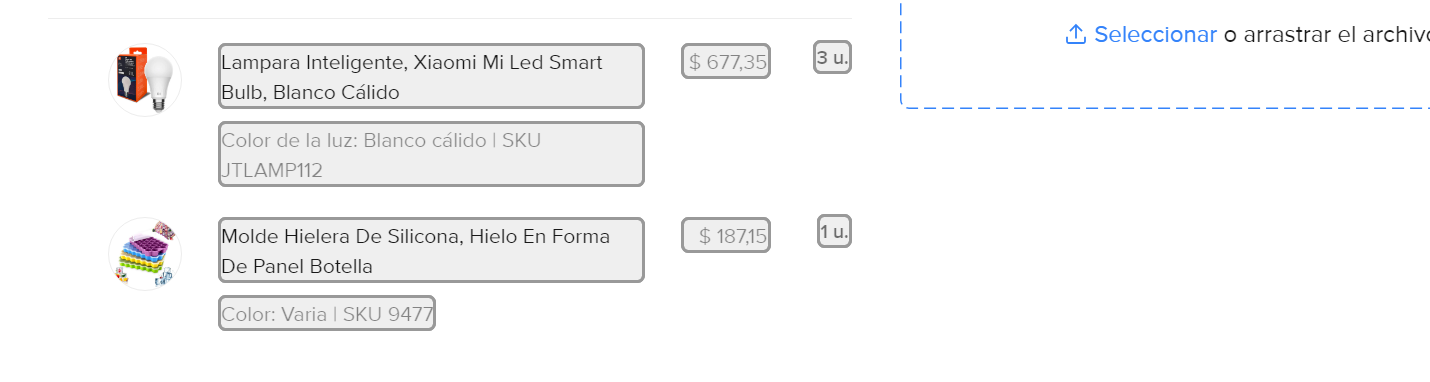 Seleccionar o arrastrar el archivo
Lampara Inteligente, Xiaomi Mi Led Smart
Bulb, Blanco Cálido
$ 677,35
3 u.
Color de la luz: Blanco cálido | SKU
JTLAMP112
Molde Hielera De Silicona, Hielo En Forma
De Panel Botella
$ 187,15
1 u.
Color: Varia | SKU 9477